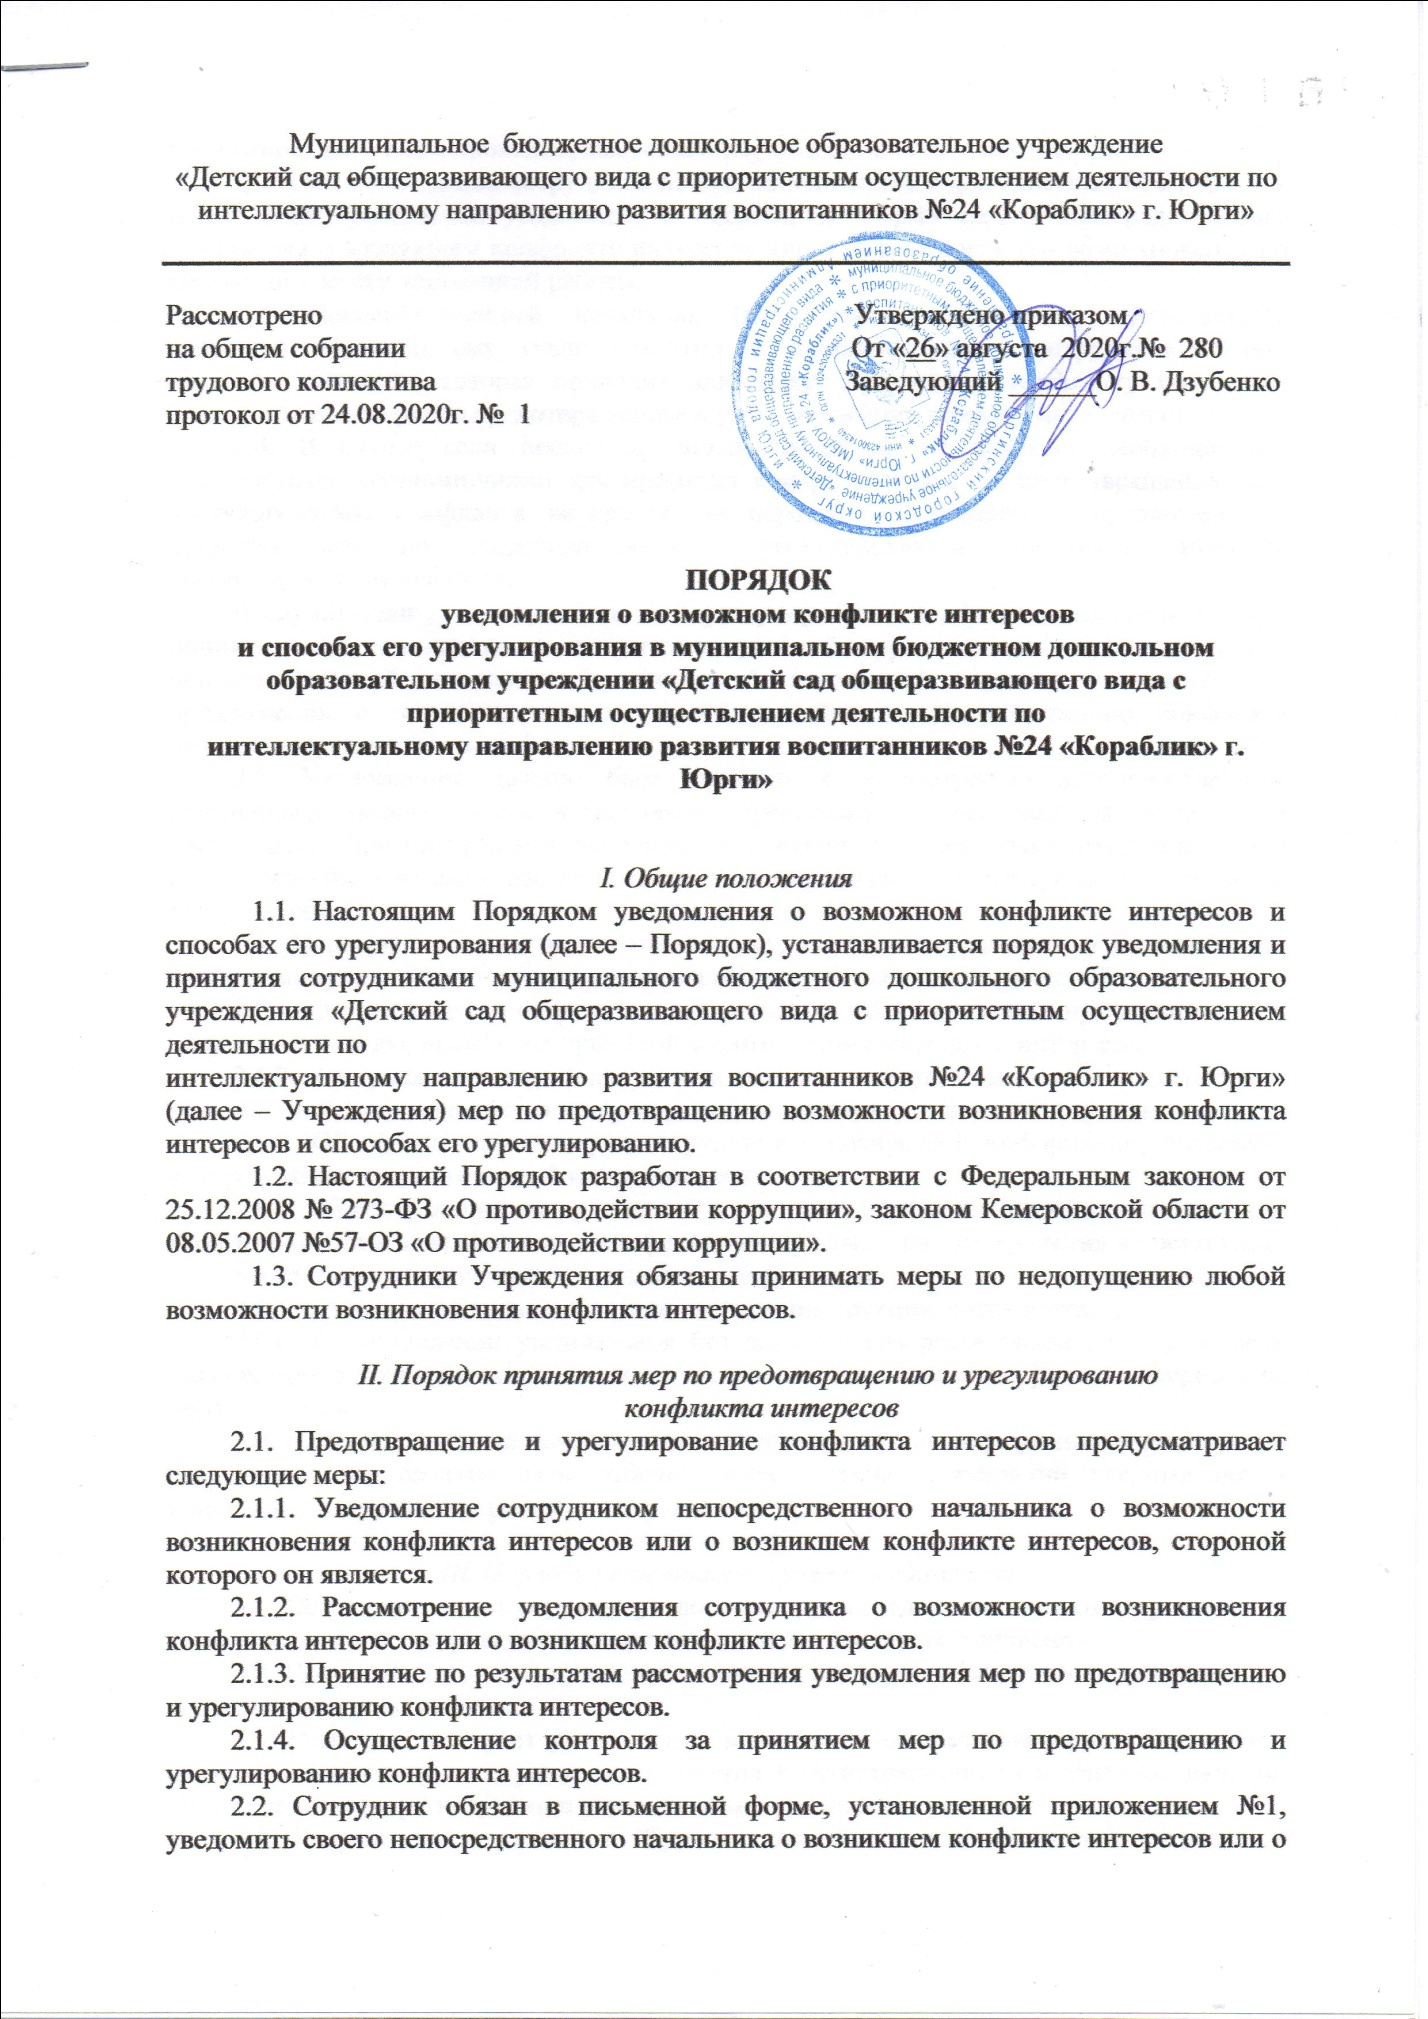 Муниципальное бюджетное дошкольное образовательное учреждение
«Детский сад общеразвивающего вида с приоритетным осуществлением деятельности по
интеллектуальному направлению развития воспитанников №24 «Кораблик» г. Юрги»
Рассмотрено
на общем собрании
трудового коллектива
протокол от 24.08.2020г. № 1
Утверждено приказом
От «26» августа 2020г.№ 280
Заведующий ______О. В. Дзубенко
ПОРЯДОК
уведомления о возможном конфликте интересов
и способах его урегулирования в муниципальном бюджетном дошкольном
образовательном учреждении «Детский сад общеразвивающего вида с
приоритетным осуществлением деятельности по
интеллектуальному направлению развития воспитанников №24 «Кораблик» г.
Юрги»
I. Общие положения
1.1. Настоящим Порядком уведомления о возможном конфликте интересов и
способах его урегулирования (далее – Порядок), устанавливается порядок уведомления и
принятия сотрудниками муниципального бюджетного дошкольного образовательного
учреждения «Детский сад общеразвивающего вида с приоритетным осуществлением
деятельности по
интеллектуальному направлению развития воспитанников №24 «Кораблик» г. Юрги»
(далее – Учреждения) мер по предотвращению возможности возникновения конфликта
интересов и способах его урегулированию.
1.2. Настоящий Порядок разработан в соответствии с Федеральным законом от
25.12.2008 № 273-ФЗ «О противодействии коррупции», законом Кемеровской области от
08.05.2007 №57-ОЗ «О противодействии коррупции».
1.3. Сотрудники Учреждения обязаны принимать меры по недопущению любой
возможности возникновения конфликта интересов.
II. Порядок принятия мер по предотвращению и урегулированию
конфликта интересов
2.1. Предотвращение и урегулирование конфликта интересов предусматривает
следующие меры:
2.1.1. Уведомление сотрудником непосредственного начальника о возможности
возникновения конфликта интересов или о возникшем конфликте интересов, стороной
которого он является.
2.1.2. Рассмотрение уведомления сотрудника о возможности возникновения
конфликта интересов или о возникшем конфликте интересов.
2.1.3. Принятие по результатам рассмотрения уведомления мер по предотвращению
и урегулированию конфликта интересов.
2.1.4. Осуществление контроля за принятием мер по предотвращению и
урегулированию конфликта интересов.
2.2. Сотрудник обязан в письменной форме, установленной приложением №1,
уведомить своего непосредственного начальника о возникшем конфликте интересов или о